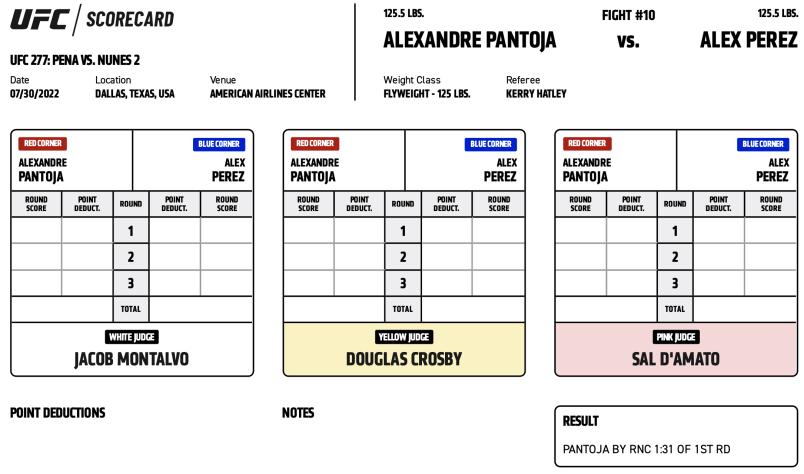 UFC / SCORECARD
UFC 277: PENA VS. NUNES 2
Date Location Venue
07/30/2022 DALLAS, TEXAS, USA AMERICAN AIRLINES CENTER
125.5 LBS. FIGHT #10 125.5 LBS.
ALEXANDRE PANTOJA VS. ALEX PEREZ
Weight Class Referee
FLYWEIGHT - 125 LBS. KERRY HATLEY
RED CORNER BLUE CORNER
ALEXANDRE ALEX
PANTOJA PEREZ
ROUND POINT ROUND POINT ROUND
SCORE DEDUCT. DEDUCT. SCORE
1
2
3
TOTAL
WHITE JUDGE
JACOB MONTALVO
RED CORNER BLUE CORNER
ALEXANDRE ALEX
PANTOJA PEREZ
ROUND POINT ROUND POINT ROUND
SCORE DEDUCT. DEDUCT. SCORE
1
2
3
TOTAL
YELLOW JUDGE
DOUGLAS CROSBY
RED CORNER BLUE CORNER
ALEXANDRE ALEX
PANTOJA PEREZ
ROUND POINT ROUND POINT ROUND
SCORE DEDUCT. DEDUCT. SCORE
1
2
3
TOTAL
PINK JUDGE
SAL D'AMATO
POINT DEDUCTIONS
NOTES
RESULT
PANTOJA BY RNC 1:31 OF 1ST RD